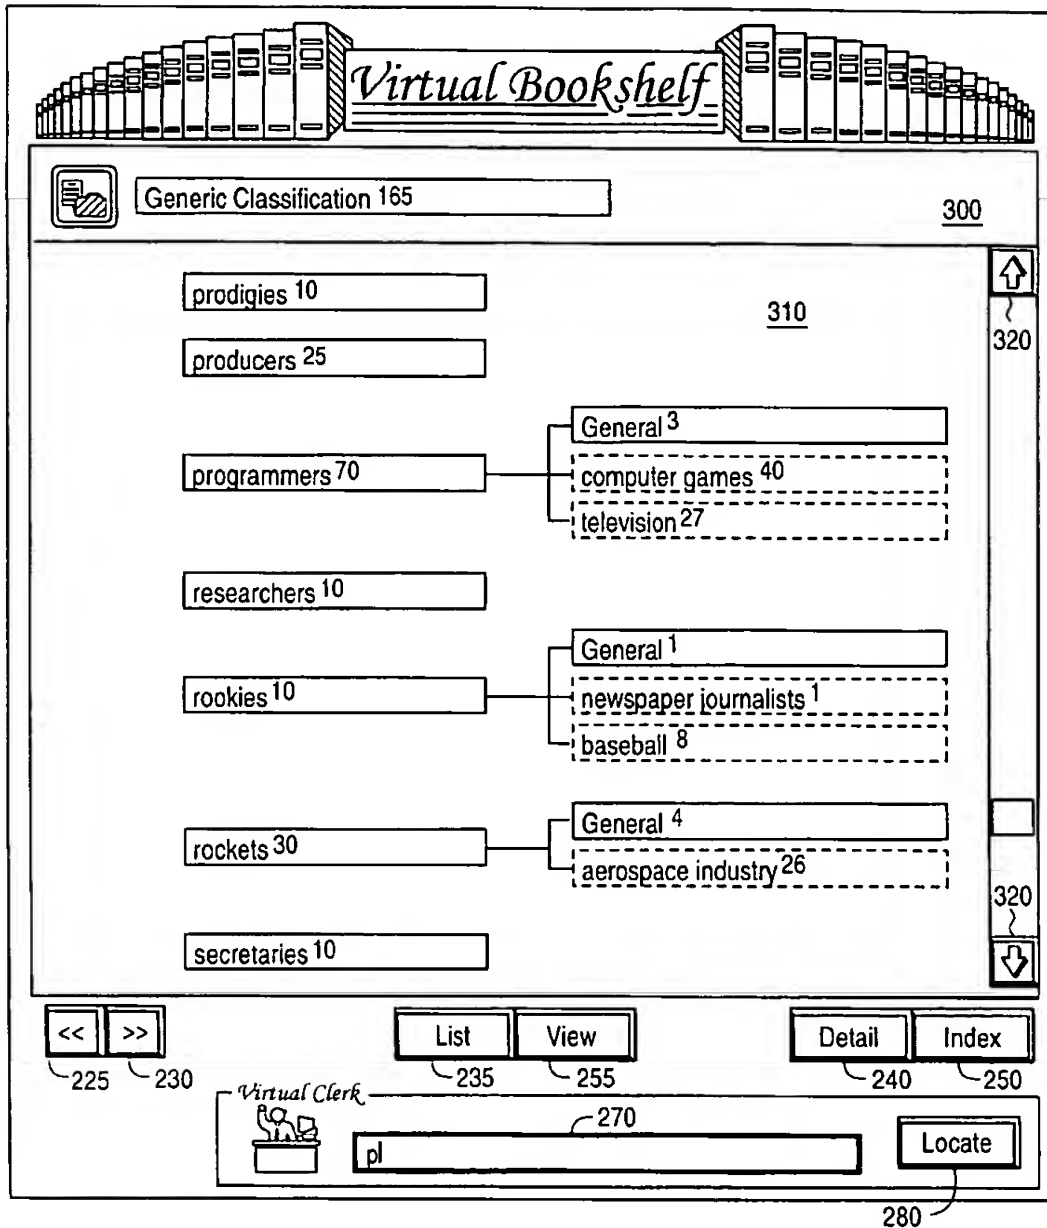 Virtual Bookshelf
Generic Classification 165
300
prodigies 10
310
320
producers 25
General 3
programmers 70
computer games 40
television 27
researchers 10
General 1
rookies 10
newspaper journalists 1
baseball 8
General 4
rockets 30
aerospace industry 26
320
secretaries 10
<< >> List View Detail Index
225 230 235 255 240 250
Virtual Clerk
270
pl
Locate
280